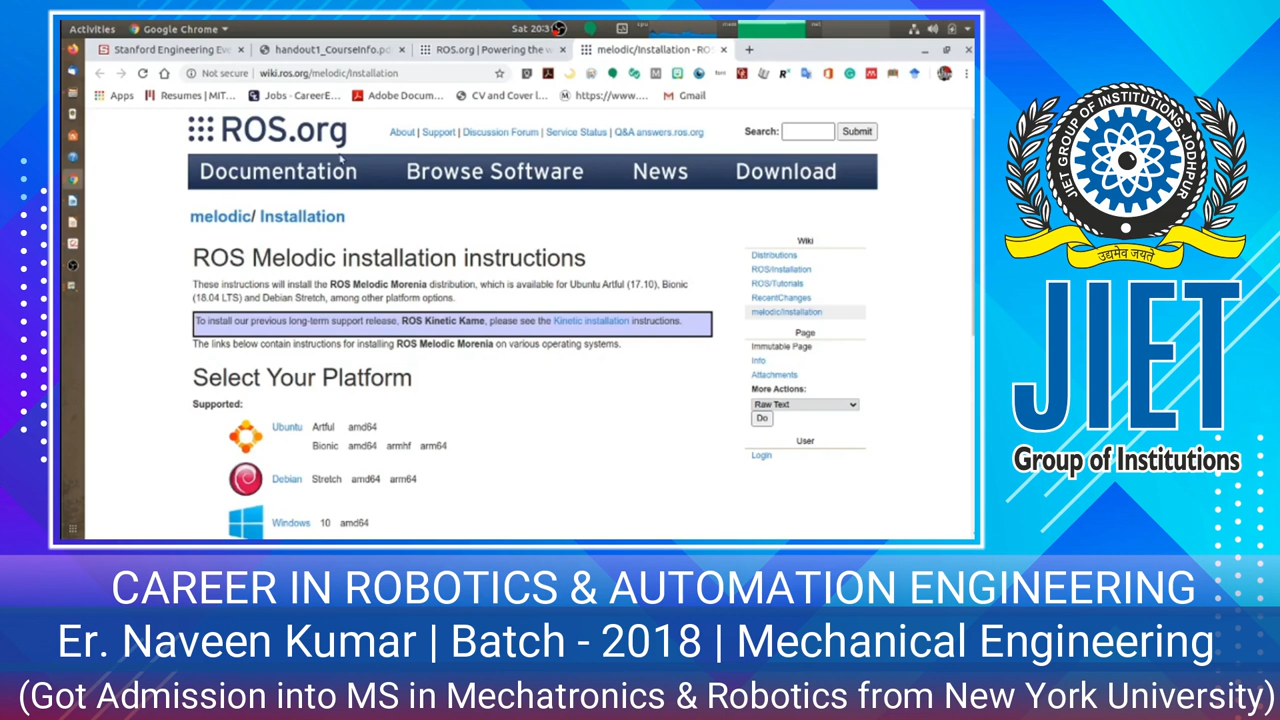 Activities Google Chrome Sat 20:3
Stanford Engineering Eve
handout1_CourseInfo.pd
ROS.org | Powering the w
melodic/Installation - ROS
Not secure | wiki.ros.org/melodic/Installation
Apps
Resumes | MIT...
Jobs - CareerE...
Adobe Docum...
CV and Cover l...
https://www....
Gmail
ROS.org
About | Support | Discussion Forum | Service Status | Q&A answers.ros.org
Search: Submit
Documentation Browse Software News Download
melodic/ Installation
ROS Melodic installation instructions
These instructions will install the ROS Melodic Morenia distribution, which is available for Ubuntu Artful (17.10), Bionic
(18.04 LTS) and Debian Stretch, among other platform options.
To install our previous long-term support release, ROS Kinetic Kame, please see the Kinetic installation instructions.
The links below contain instructions for installing ROS Melodic Morenia on various operating systems.
Select Your Platform
Supported:
Ubuntu Artful amd64
Bionic amd64 armhf arm64
Debian Stretch amd64 arm64
Windows 10 amd64
Wiki
Distributions
ROS/Installation
ROS/Tutorials
RecentChanges
melodic/Installation
Page
Immutable Page
Info
Attachments
More Actions:
Raw Text
Do
User
Login
JIET GROUP OF INSTITUTIONS, JODHPUR
उद्यमेव जयते
JIET
Group of Institutions
CAREER IN ROBOTICS & AUTOMATION ENGINEERING
Er. Naveen Kumar | Batch - 2018 | Mechanical Engineering
(Got Admission into MS in Mechatronics & Robotics from New York University)